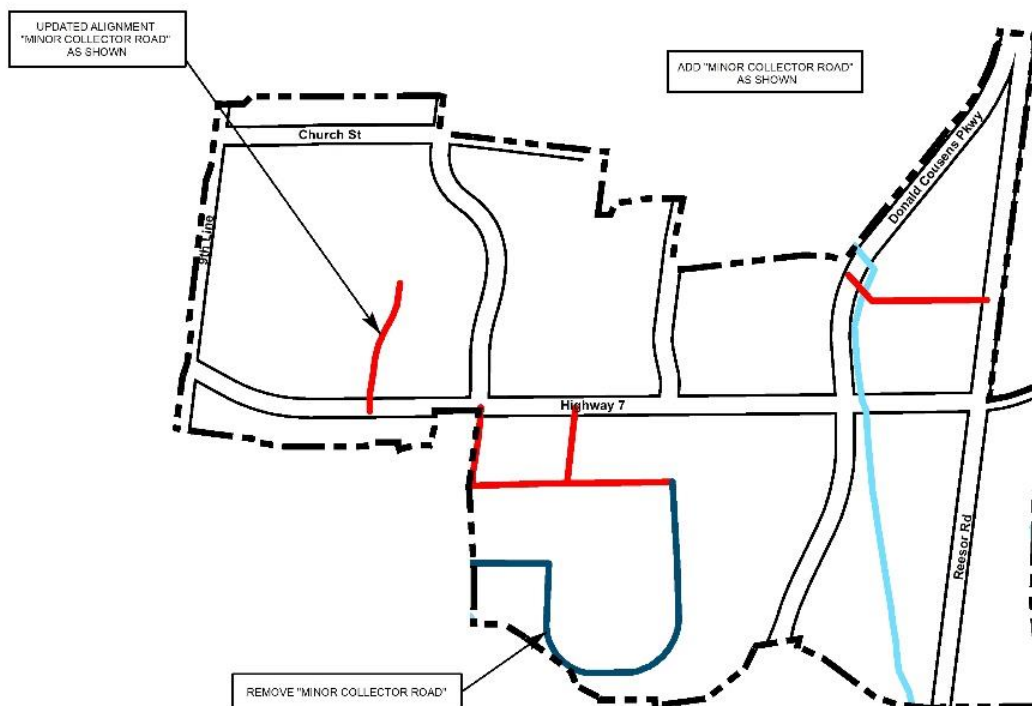 UPDATED ALIGNMENT
"MINOR COLLECTOR ROAD"
AS SHOWN
ADD "MINOR COLLECTOR ROAD"
AS SHOWN
Church St
Donald Cousens Pkwy
9th Line
Highway 7
Reesor Rd
REMOVE "MINOR COLLECTOR ROAD"